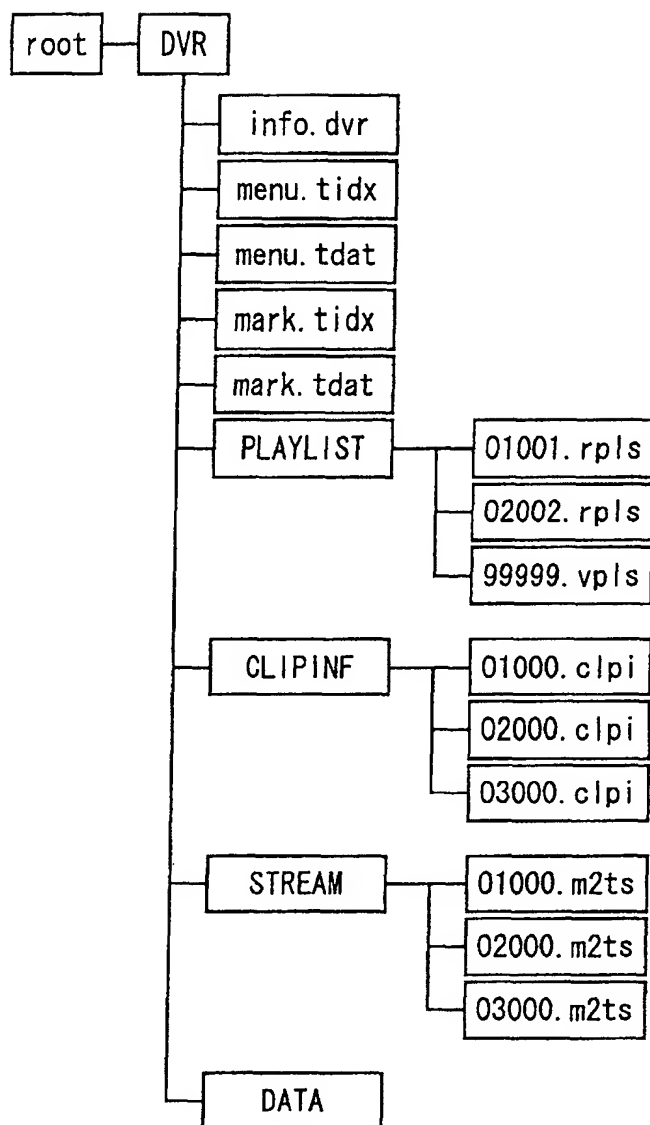 root DVR
info.dvr
menu.tidx
menu.tdat
mark.tidx
mark.tdat
PLAYLIST 01001.rpls
02002.rpls
99999.vpls
CLIPINF 01000.clpi
02000.clpi
03000.clpi
STREAM 01000.m2ts
02000.m2ts
03000.m2ts
DATA